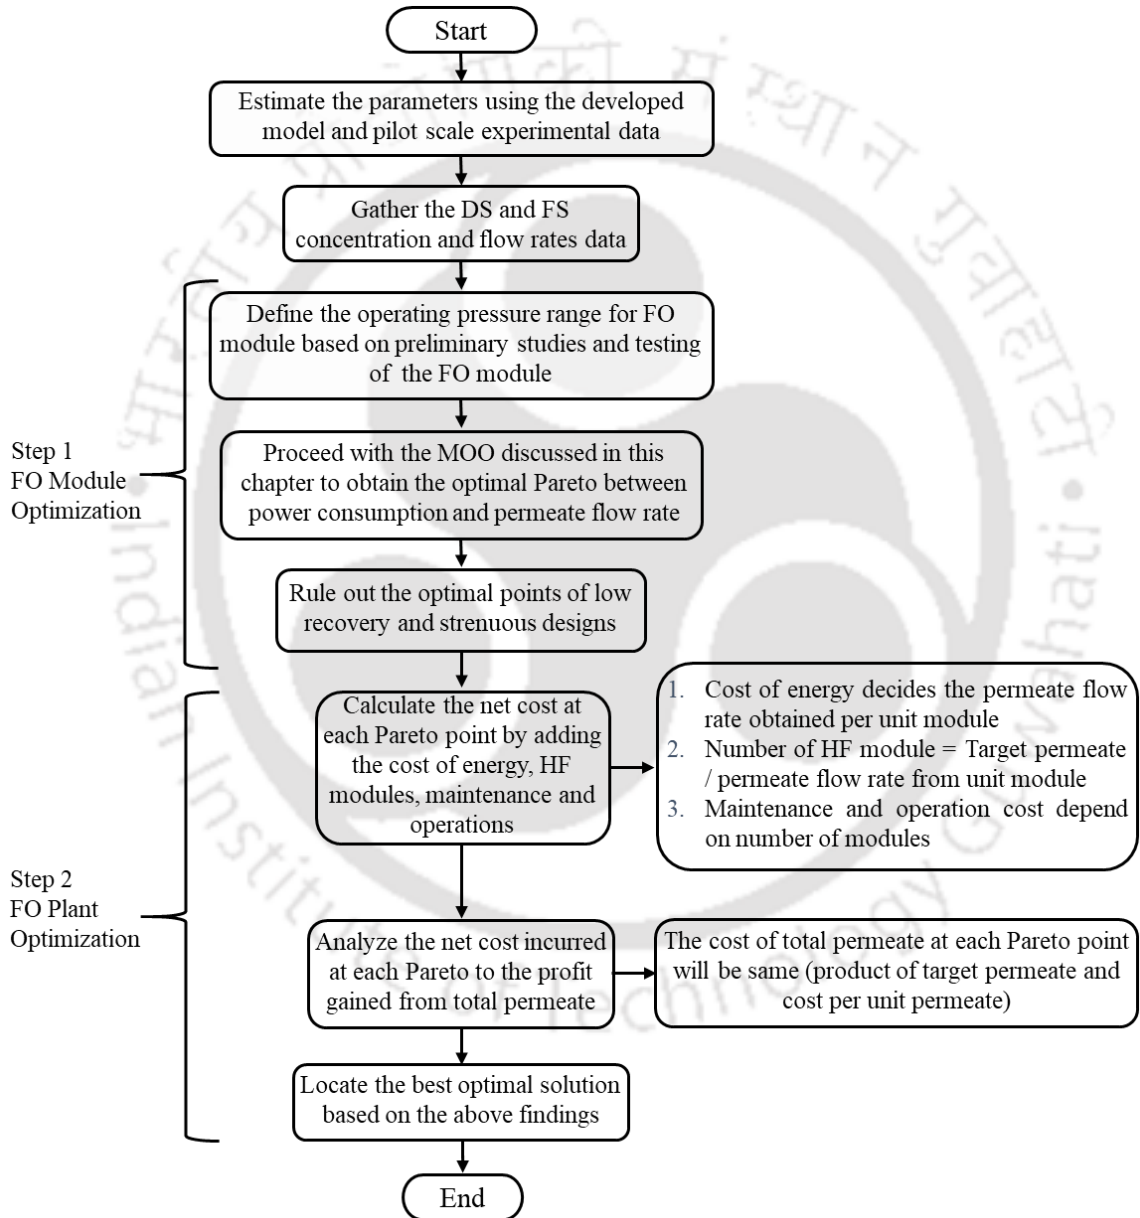 Start
Estimate the parameters using the developed
model and pilot scale experimental data
Gather the DS and FS
concentration and flow rates data
Define the operating pressure range for FO
module based on preliminary studies and testing
of the FO module
Step 1
FO Module
Optimization
Proceed with the MOO discussed in this
chapter to obtain the optimal Pareto between
power consumption and permeate flow rate
Rule out the optimal points of low
recovery and strenuous designs
Calculate the net cost at
each Pareto point by adding
the cost of energy, HF
modules, maintenance and
operations
1. Cost of energy decides the permeate flow
rate obtained per unit module
2. Number of HF module = Target permeate
/ permeate flow rate from unit module
3. Maintenance and operation cost depend
on number of modules
Step 2
FO Plant
Optimization
Analyze the net cost incurred
at each Pareto to the profit
gained from total permeate
The cost of total permeate at each Pareto point
will be same (product of target permeate and
cost per unit permeate)
Locate the best optimal solution
based on the above findings
End
Indian Institute of Technology Guwahati